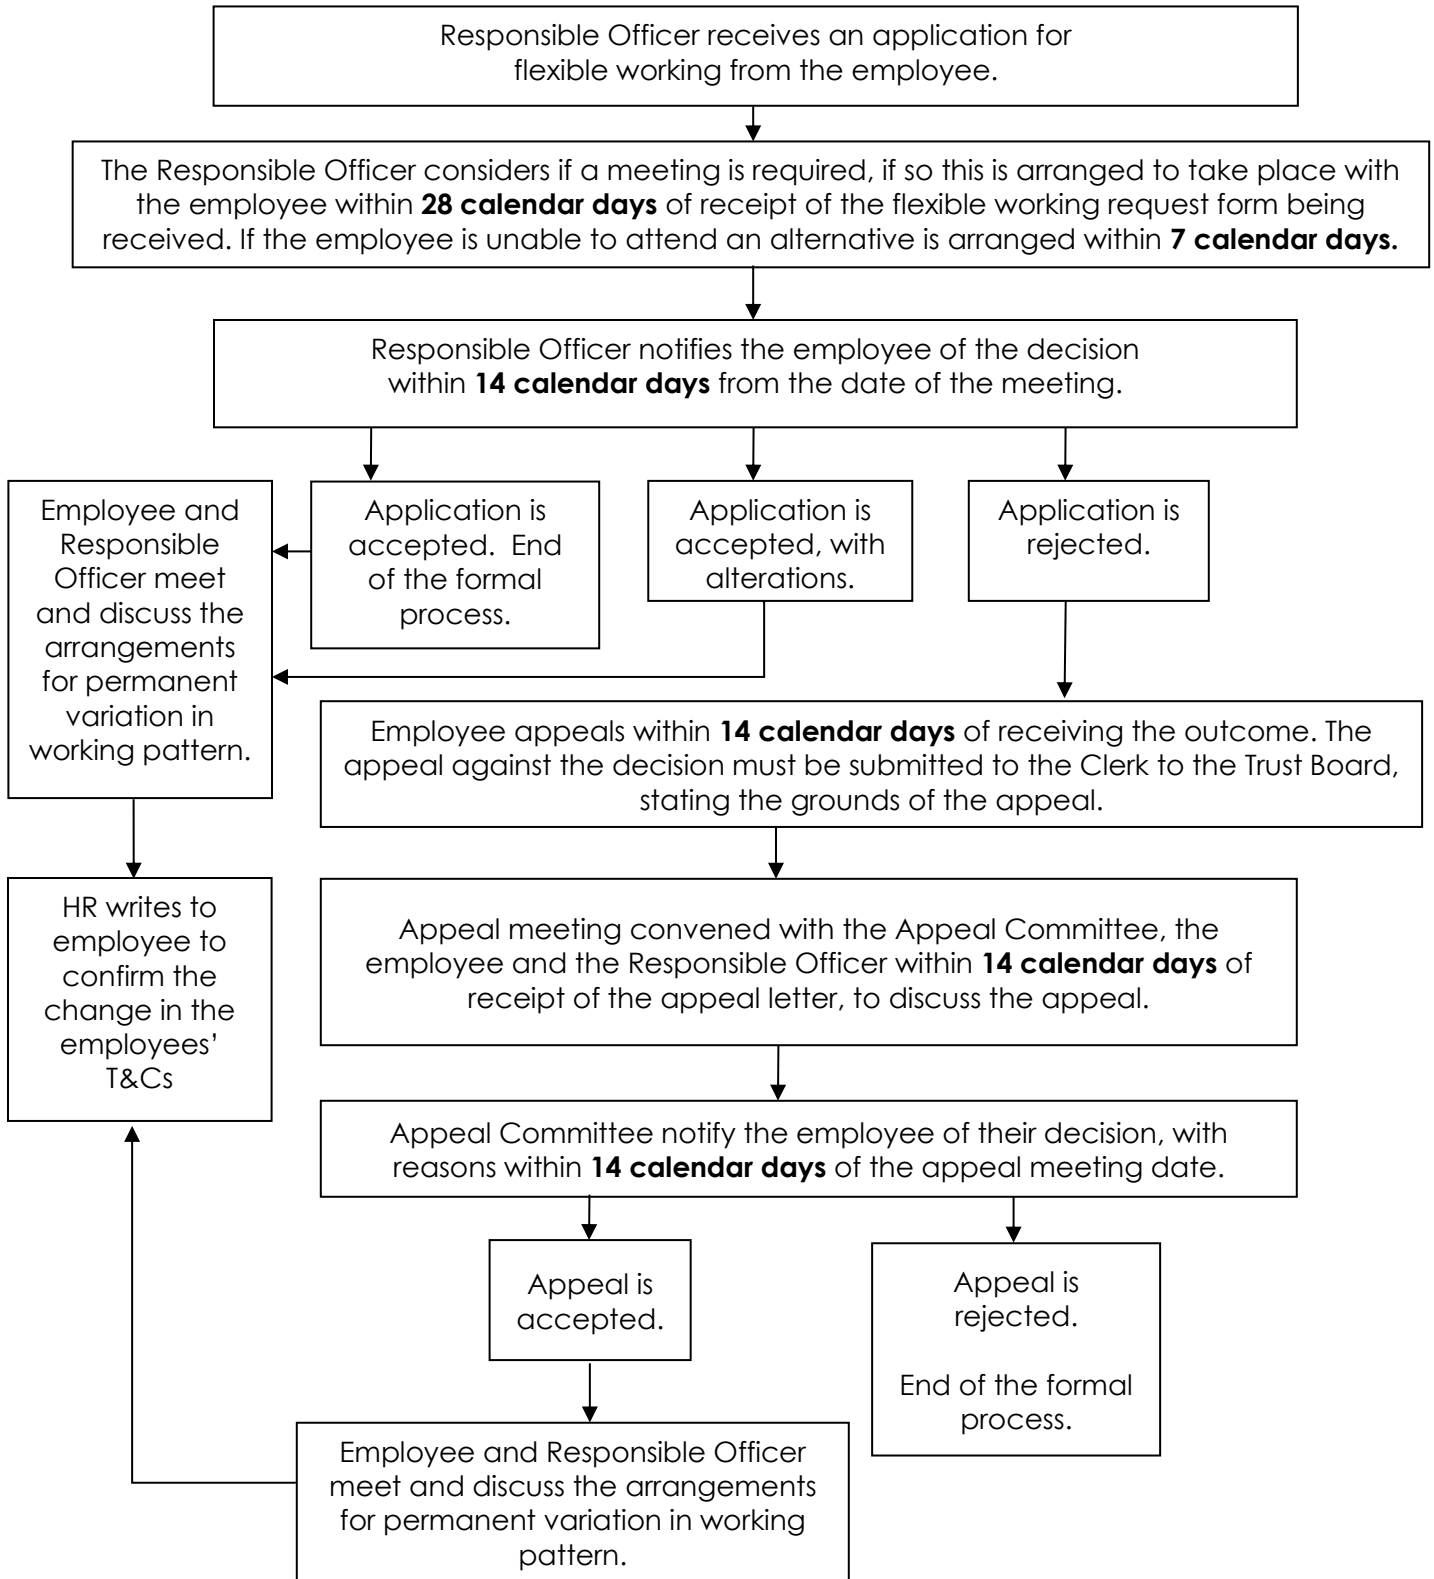 Responsible Officer receives an application for
flexible working from the employee.
The Responsible Officer considers if a meeting is required, if so this is arranged to take place with
the employee within 28 calendar days of receipt of the flexible working request form being
received. If the employee is unable to attend an alternative is arranged within 7 calendar days.
Responsible Officer notifies the employee of the decision
within 14 calendar days from the date of the meeting.
Employee and
Responsible
Officer meet
and discuss the
arrangements
for permanent
variation in
working pattern.
Application is
accepted. End
of the formal
process.
Application is
accepted, with
alterations.
Application is
rejected.
Employee appeals within 14 calendar days of receiving the outcome. The
appeal against the decision must be submitted to the Clerk to the Trust Board,
stating the grounds of the appeal.
HR writes to
employee to
confirm the
change in the
employees’
T&Cs
Appeal meeting convened with the Appeal Committee, the
employee and the Responsible Officer within 14 calendar days of
receipt of the appeal letter, to discuss the appeal.
Appeal Committee notify the employee of their decision, with
reasons within 14 calendar days of the appeal meeting date.
Appeal is
accepted.
Appeal is
rejected.
End of the formal
process.
Employee and Responsible Officer
meet and discuss the arrangements
for permanent variation in working
pattern.